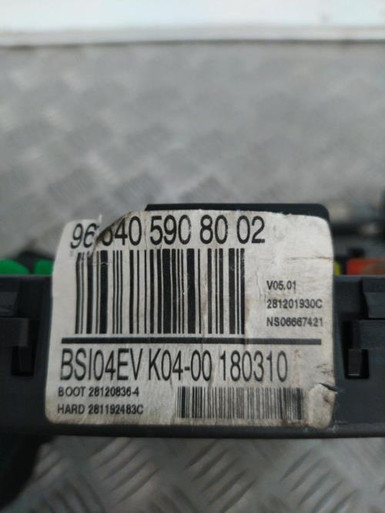 96 640 590 80 02
V05.01
281201930C
NS06667421
BSI04EV K04-00 180310
BOOT 28120836-4
HARD 281192483C